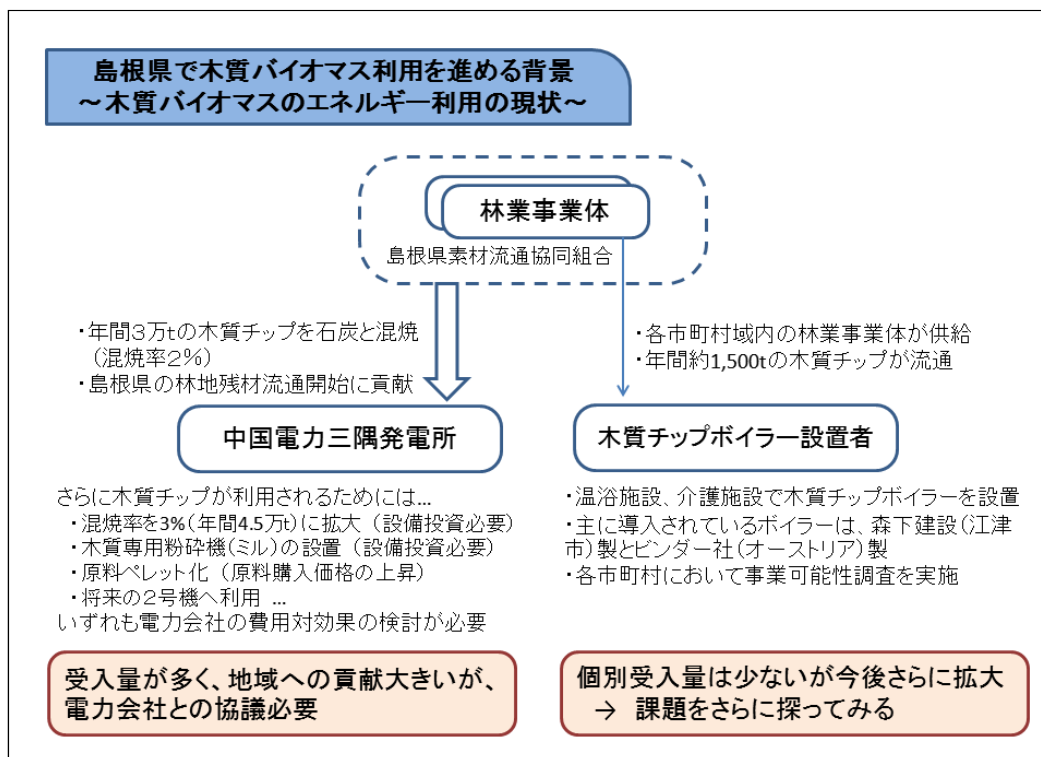 島根県で木質バイオマス利用を進める背景
～木質バイオマスのエネルギー利用の現状～
林業事業体
島根県素材流通協同組合
・年間３万tの木質チップを石炭と混焼
（混焼率２％）
・島根県の林地残材流通開始に貢献
・各市町村域内の林業事業体が供給
・年間約1,500tの木質チップが流通
中国電力三隅発電所
木質チップボイラー設置者
さらに木質チップが利用されるためには…
・混焼率を3%（年間4.5万t）に拡大（設備投資必要）
・木質専用粉砕機（ミル）の設置（設備投資必要）
・原料ペレット化（原料購入価格の上昇）
・将来の２号機へ利用 …
いずれも電力会社の費用対効果の検討が必要
・温浴施設、介護施設で木質チップボイラーを設置
・主に導入されているボイラーは、森下建設（江津
市）製とビンダー社（オーストリア）製
・各市町村において事業可能性調査を実施
受入量が多く、地域への貢献大きいが、
電力会社との協議必要
個別受入量は少ないが今後さらに拡大
→ 課題をさらに探ってみる